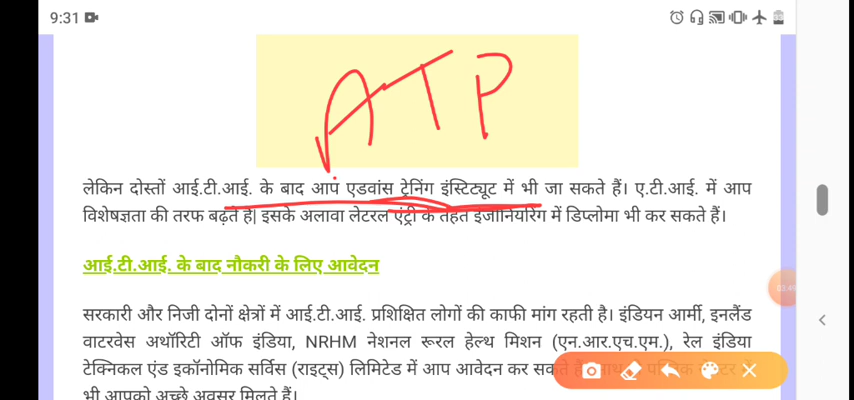 9:31
ATP
लेकिन दोस्तों आई.टी.आई. के बाद आप एडवांस ट्रेनिंग इंस्टिट्यूट में भी जा सकते हैं। ए.टी.आई. में आप
विशेषज्ञता की तरफ बढ़ते है| इसके अलावा लेटरल एंट्री के तहत इंजीनियरिंग में डिप्लोमा भी कर सकते हैं।
आई.टी.आई. के बाद नौकरी के लिए आवेदन
सरकारी और निजी दोनों क्षेत्रों में आई.टी.आई. प्रशिक्षित लोगों की काफी मांग रहती है। इंडियन आर्मी, इनलैंड
वाटरवेस अथॉरिटी ऑफ इंडिया, NRHM नेशनल रूरल हेल्थ मिशन (एन.आर.एच.एम.), रेल इंडिया
टेक्निकल एंड इकॉनोमिक सर्विस (राइट्स) लिमिटेड में आप आवेदन कर सकते
भी आपको अच्छे अवसर मिलते हैं।